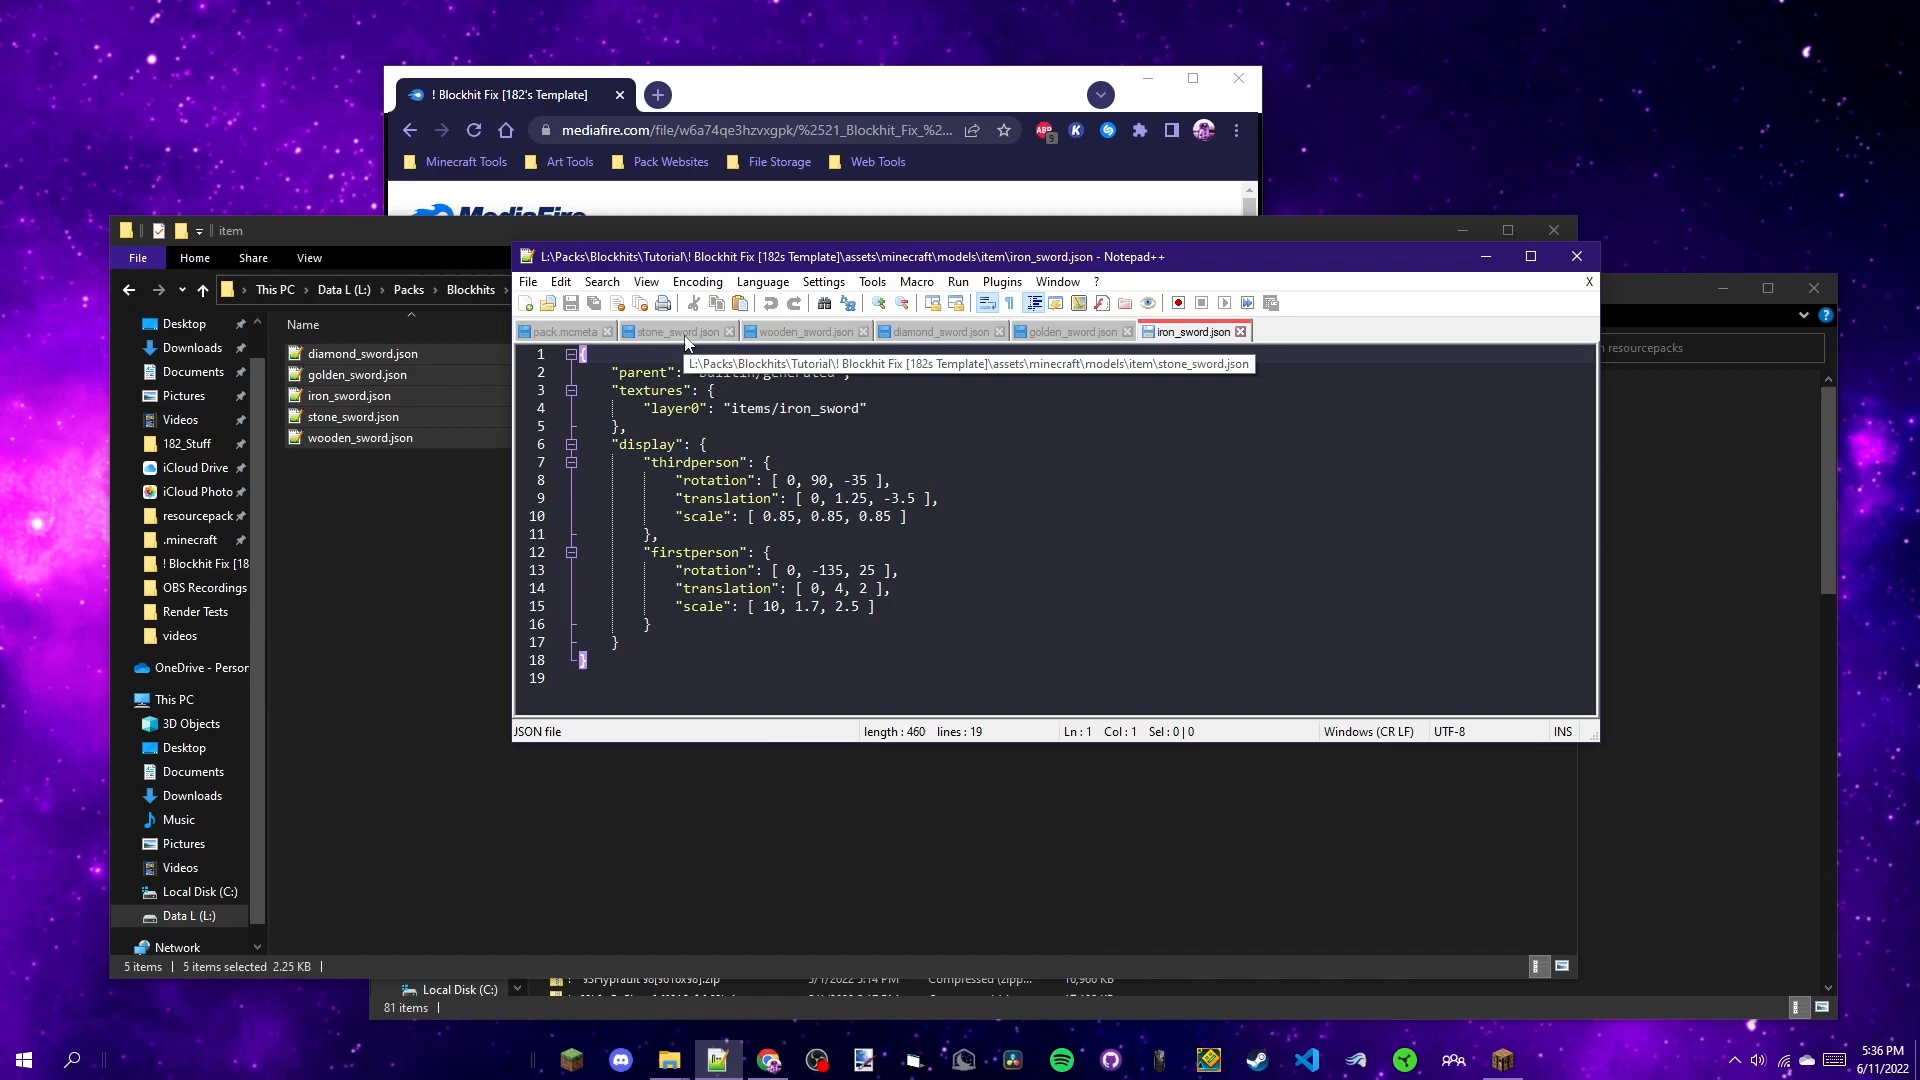 ! Blockhit Fix [182's Template]
mediafire.com/file/w6a74qe3hzvxgpk/%2521_Blockhit_Fix_%2...
ABP
9
Minecraft Tools
Art Tools
Pack Websites
File Storage
Web Tools
MediaFire
item
File
Home
Share
View
This PC
Data L (L:)
Packs
Blockhits
Name
Desktop
Downloads
Documents
Pictures
Videos
182_Stuff
iCloud Drive
iCloud Photo
resourcepack
.minecraft
! Blockhit Fix [18
OBS Recordings
Render Tests
videos
OneDrive - Person
This PC
3D Objects
Desktop
Documents
Downloads
Music
Pictures
Videos
Local Disk (C:)
Data L (L:)
Network
diamond_sword.json
golden_sword.json
iron_sword.json
stone_sword.json
wooden_sword.json
5 items
5 items selected 2.25 KB
L:\Packs\Blockhits\Tutorial\! Blockhit Fix [182s Template]\assets\minecraft\models\item\iron_sword.json - Notepad++
File Edit Search View Encoding Language Settings Tools Macro Run Plugins Window ?
X
pack.mcmeta
stone_sword.json
wooden_sword.json
diamond_sword.json
golden_sword.json
iron_sword.json
L:\Packs\Blockhits\Tutorial\! Blockhit Fix [182s Template]\assets\minecraft\models\item\stone_sword.json
1 {
2 "parent": "builtin/generated",
3 "textures": {
4 "layer0": "items/iron_sword"
5 },
6 "display": {
7 "thirdperson": {
8 "rotation": [ 0, 90, -35 ],
9 "translation": [ 0, 1.25, -3.5 ],
10 "scale": [ 0.85, 0.85, 0.85 ]
11 },
12 "firstperson": {
13 "rotation": [ 0, -135, 25 ],
14 "translation": [ 0, 4, 2 ],
15 "scale": [ 10, 1.7, 2.5 ]
16 }
17 }
18 }
19
JSON file
length : 460 lines : 19
Ln : 1 Col : 1 Sel : 0 | 0
Windows (CR LF)
UTF-8
INS
resourcepacks
Local Disk (C:)
81 items
5:36 PM
6/11/2022